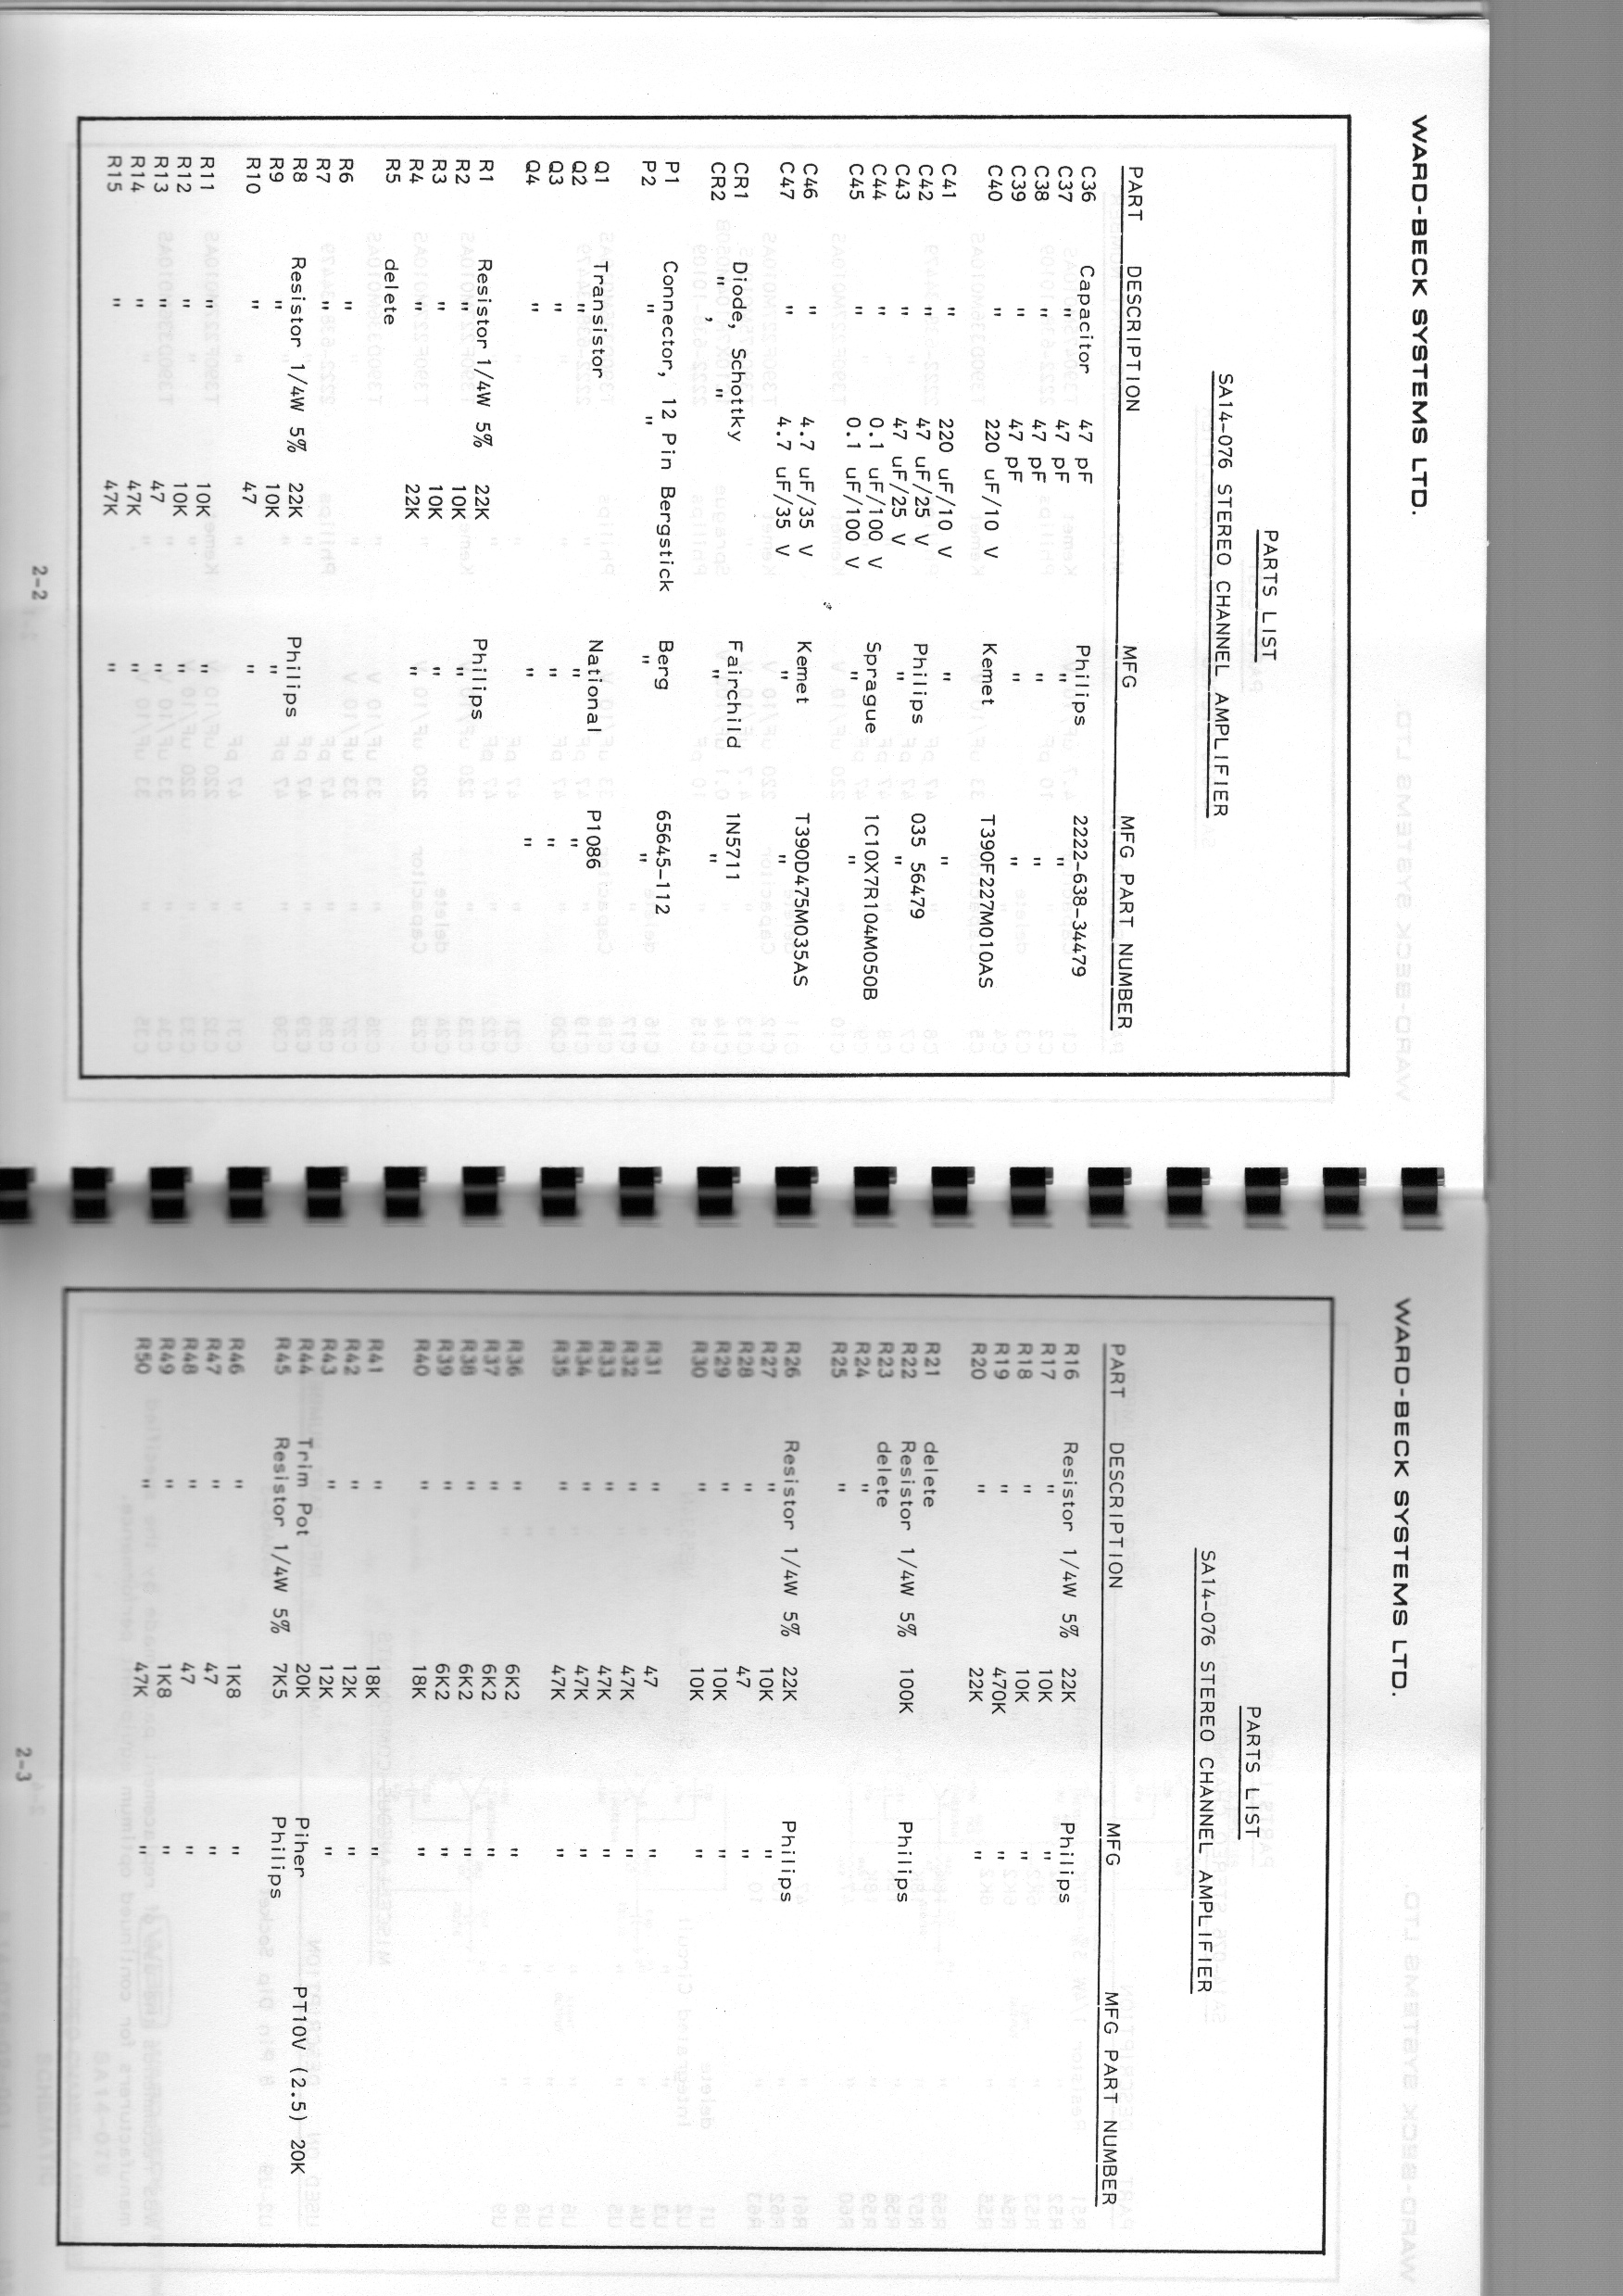 WARD-BECK SYSTEMS LTD.
PARTS LIST
SA14-076 STEREO CHANNEL AMPLIFIER
PART DESCRIPTION MFG MFG PART NUMBER
C36 Capacitor 47 pF Philips 2222-638-34479
C37 " 47 pF " "
C38 " 47 pF " "
C39 " 47 pF " "
C40 " 220 uF/10 V Kemet T390F227M010AS
C41 " 220 uF/10 V " "
C42 " 47 uF/25 V Philips 035 56479
C43 " 47 uF/25 V " "
C44 " 0.1 uF/100 V Sprague 1C10X7R104M050B
C45 " 0.1 uF/100 V " "
C46 " 4.7 uF/35 V Kemet T390D475M035AS
C47 " 4.7 uF/35 V " "
CR1 Diode, Schottky Fairchild 1N5711
CR2 " , " " "
P1 Connector, 12 Pin Bergstick Berg 65645-112
P2 " " " "
Q1 Transistor National P1086
Q2 " " "
Q3 " " "
Q4 " " "
R1 Resistor 1/4W 5% 22K Philips
R2 " 10K "
R3 " 10K "
R4 " 22K "
R5 delete
R6 "
R7 "
R8 Resistor 1/4W 5% 22K Philips
R9 " 10K "
R10 " 47 "
R11 " 10K "
R12 " 10K "
R13 " 47 "
R14 " 47K "
R15 " 47K "
2-2
WARD-BECK SYSTEMS LTD.
PARTS LIST
SA14-076 STEREO CHANNEL AMPLIFIER
PART DESCRIPTION MFG MFG PART NUMBER
R16 Resistor 1/4W 5% 22K Philips
R17 " 10K "
R18 " 10K "
R19 " 470K "
R20 " 22K "
R21 delete
R22 Resistor 1/4W 5% 100K Philips
R23 delete
R24 "
R25 "
R26 Resistor 1/4W 5% 22K Philips
R27 " 10K "
R28 " 47 "
R29 " 10K "
R30 " 10K "
R31 " 47 "
R32 " 47K "
R33 " 47K "
R34 " 47K "
R35 " 47K "
R36 " 6K2 "
R37 " 6K2 "
R38 " 6K2 "
R39 " 6K2 "
R40 " 18K "
R41 " 18K "
R42 " 12K "
R43 " 12K "
R44 Trim Pot 20K Piher PT10V (2.5) 20K
R45 Resistor 1/4W 5% 7K5 Philips
R46 " 1K8 "
R47 " 47 "
R48 " 47 "
R49 " 1K8 "
R50 " 47K "
2-3